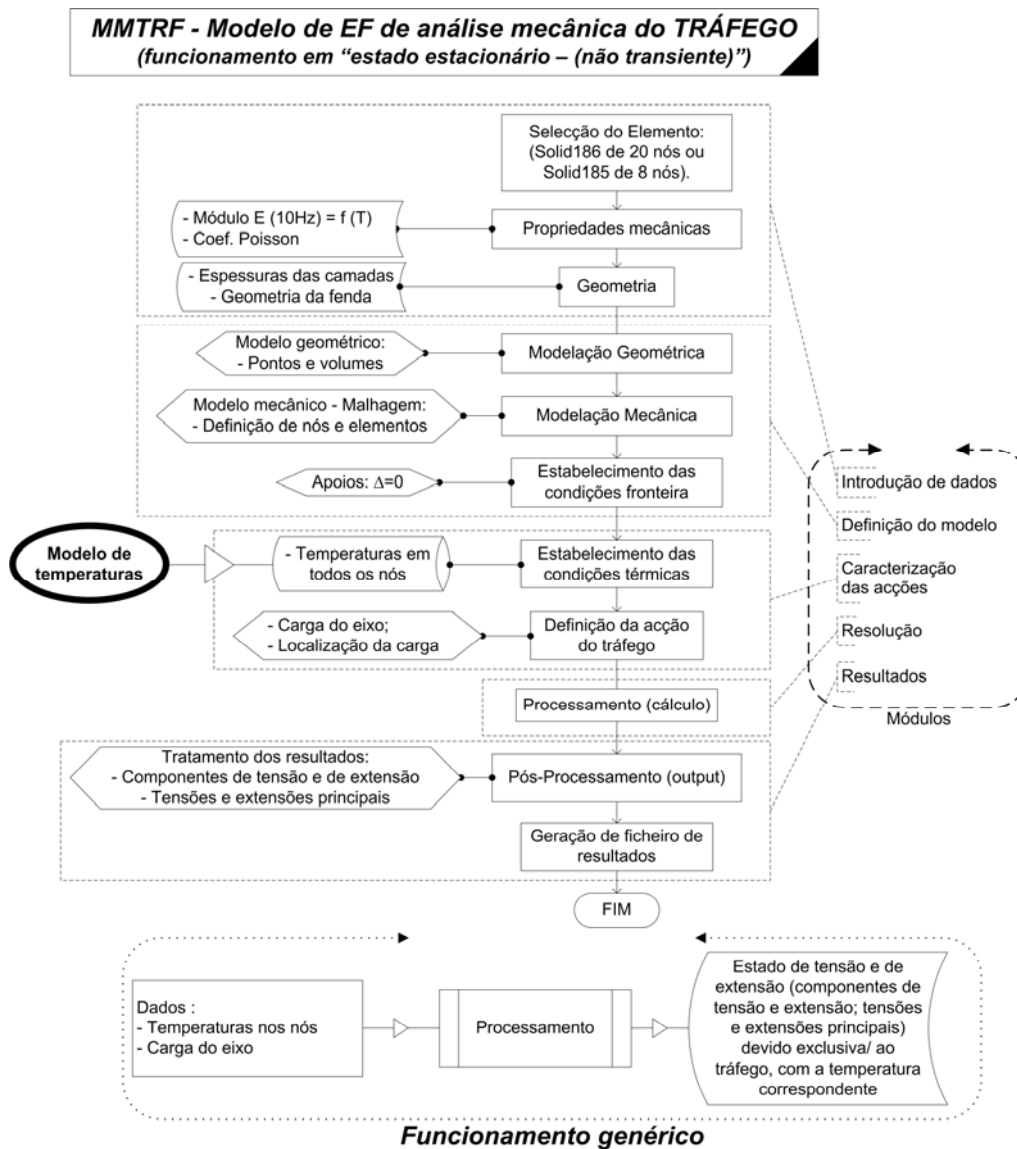 MMTRF - Modelo de EF de análise mecânica do TRÁFEGO
(funcionamento em “estado estacionário – (não transiente)”)
Selecção do Elemento:
(Solid186 de 20 nós ou
Solid185 de 8 nós).
- Módulo E (10Hz) = f (T)
- Coef. Poisson
Propriedades mecânicas
- Espessuras das camadas
- Geometria da fenda
Geometria
Modelo geométrico:
- Pontos e volumes
Modelação Geométrica
Modelo mecânico - Malhagem:
- Definição de nós e elementos
Modelação Mecânica
Apoios: Δ=0
Estabelecimento das
condições fronteira
Modelo de
temperaturas
- Temperaturas em
todos os nós
Estabelecimento das
condições térmicas
- Carga do eixo;
- Localização da carga
Definição da acção
do tráfego
Processamento (cálculo)
Tratamento dos resultados:
- Componentes de tensão e de extensão
- Tensões e extensões principais
Pós-Processamento (output)
Geração de ficheiro de
resultados
FIM
Introdução de dados
Definição do modelo
Caracterização
das acções
Resolução
Resultados
Módulos
Dados :
- Temperaturas nos nós
- Carga do eixo
Processamento
Estado de tensão e de
extensão (componentes de
tensão e extensão; tensões
e extensões principais)
devido exclusiva/ ao
tráfego, com a temperatura
correspondente
Funcionamento genérico